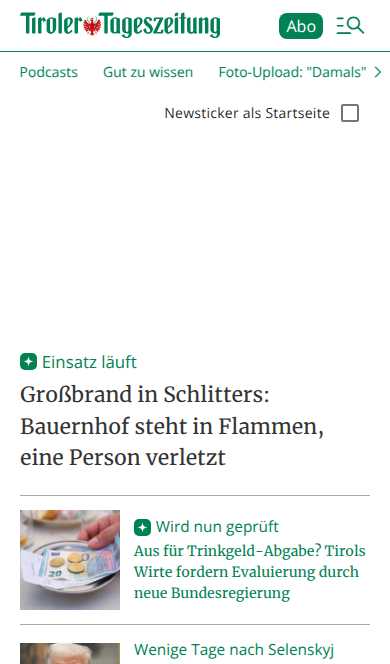 Tiroler Tageszeitung
Abo
Podcasts Gut zu wissen Foto-Upload: "Damals"
Newsticker als Startseite
Einsatz läuft
Großbrand in Schlitters:
Bauernhof steht in Flammen,
eine Person verletzt
Wird nun geprüft
Aus für Trinkgeld-Abgabe? Tirols
Wirte fordern Evaluierung durch
neue Bundesregierung
20
Wenige Tage nach Selenskyj